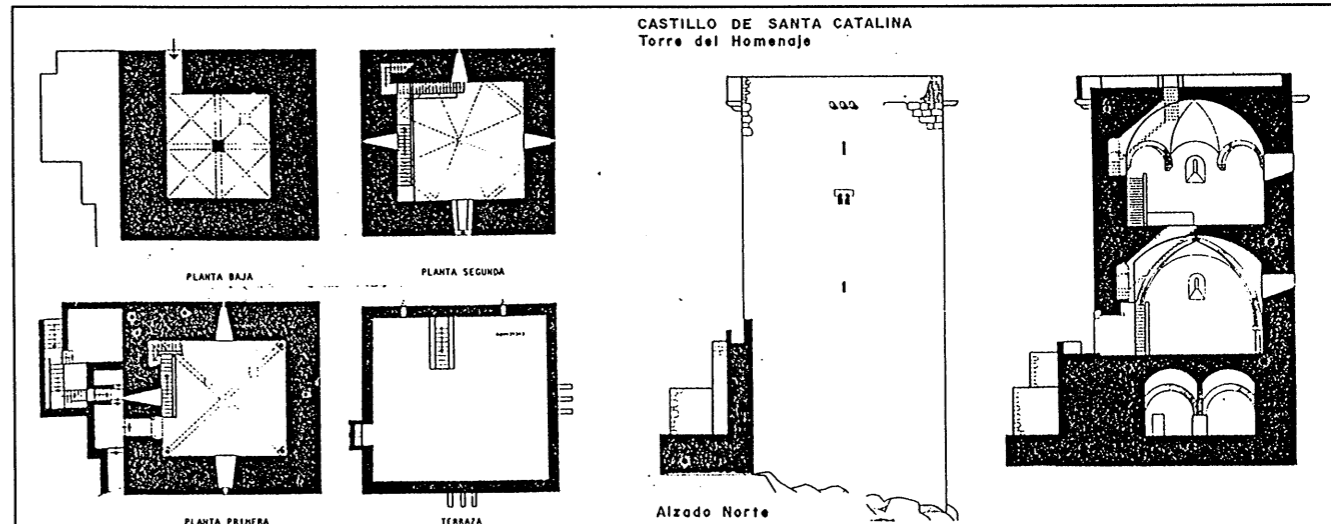 CASTILLO DE SANTA CATALINA
Torre del Homenaje
PLANTA BAJA
PLANTA SEGUNDA
PLANTA PRIMERA
TERRAZA
Alzado Norte